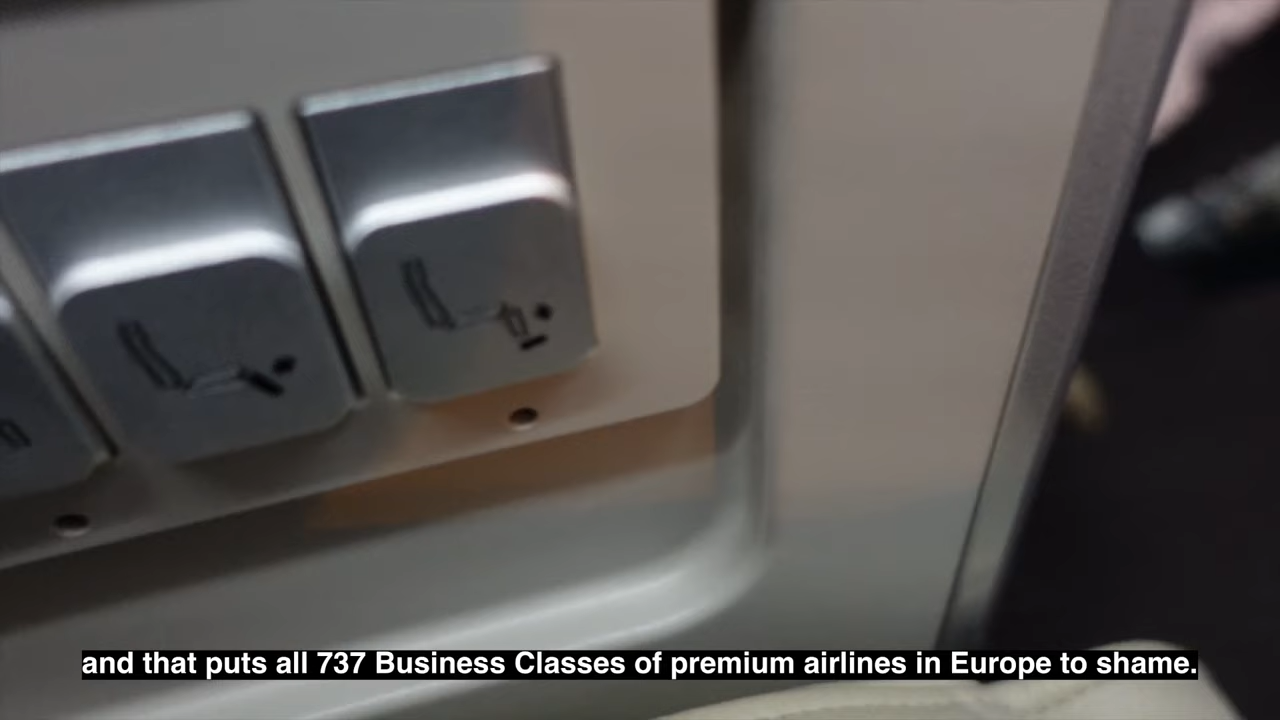 and that puts all 737 Business Classes of premium airlines in Europe to shame.